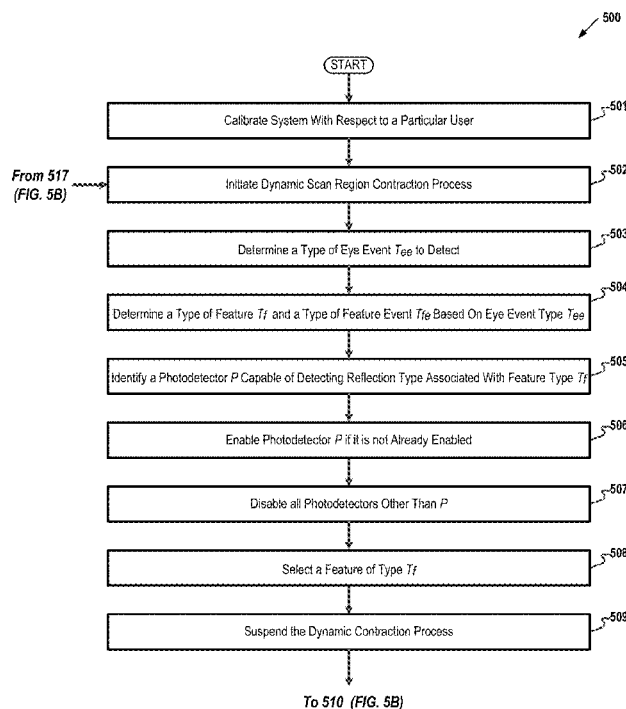 500
START
501
Calibrate System With Respect to a Particular User
From 517
(FIG. 5B)
502
Initiate Dynamic Scan Region Contraction Process
503
Determine a Type of Eye Event Tee to Detect
504
Determine a Type of Feature Tf and a Type of Feature Event Tfe Based On Eye Event Type Tee
505
Identify a Photodetector P Capable of Detecting Reflection Type Associated With Feature Type Tf
506
Enable Photodetector P if it is not Already Enabled
507
Disable all Photodetectors Other Than P
508
Select a Feature of Type Tf
509
Suspend the Dynamic Contraction Process
To 510 (FIG. 5B)